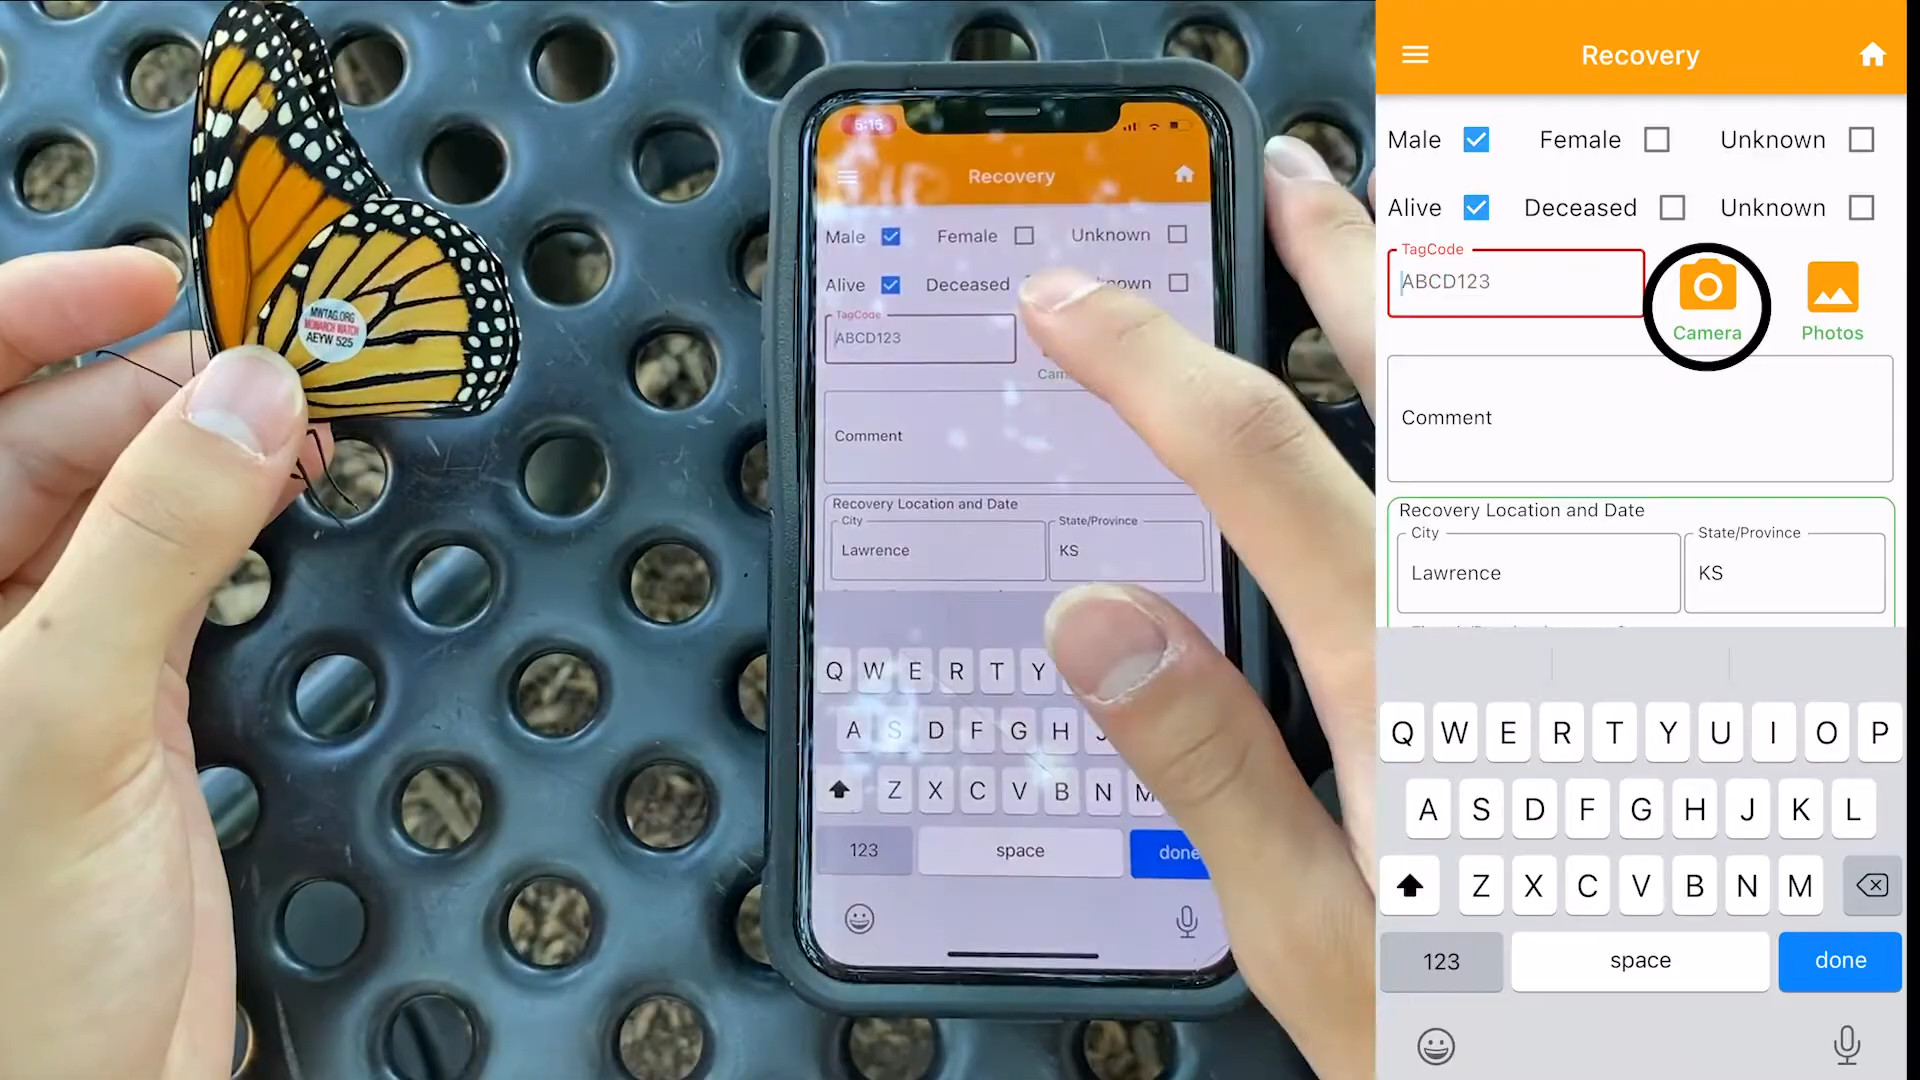 MWTAG.ORG
MONARCH WATCH
AEYW 525
5:15
Recovery
Male Female Unknown
Alive Deceased
TagCode
ABCD123
Comment
Recovery Location and Date
City State/Province
Lawrence KS
Q W E R T Y
A S D F G H
Z X C V B N M
123 space done
Recovery
Male Female Unknown
Alive Deceased Unknown
TagCode
ABCD123
Camera Photos
Comment
Recovery Location and Date
City State/Province
Lawrence KS
Q W E R T Y U I O P
A S D F G H J K L
Z X C V B N M
123 space done